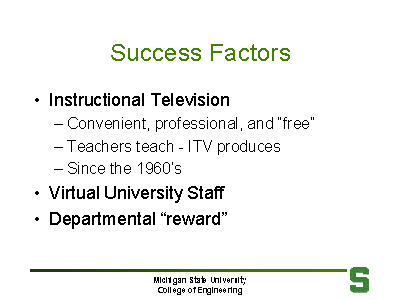 Success Factors
• Instructional Television
– Convenient, professional, and "free"
– Teachers teach - ITV produces
– Since the 1960's
• Virtual University Staff
• Departmental "reward"
Michigan State University
College of Engineering
S